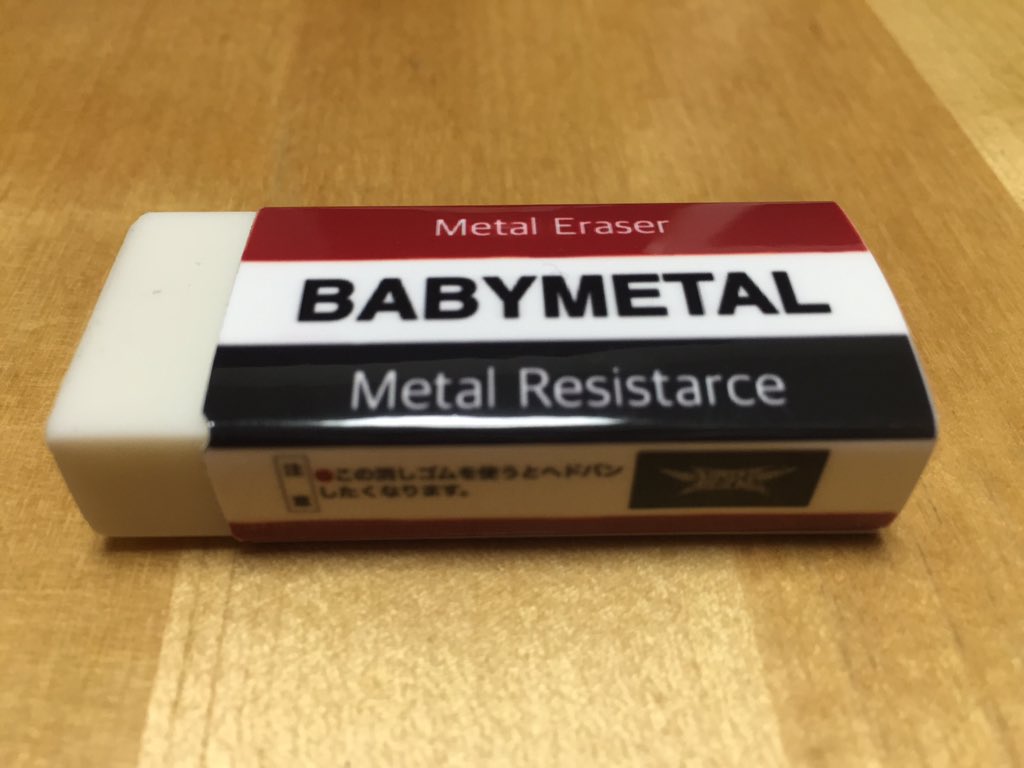 Metal Eraser
BABYMETAL
Metal Resistarce
注意
●この消しゴムを使うとヘドバン
したくなります。